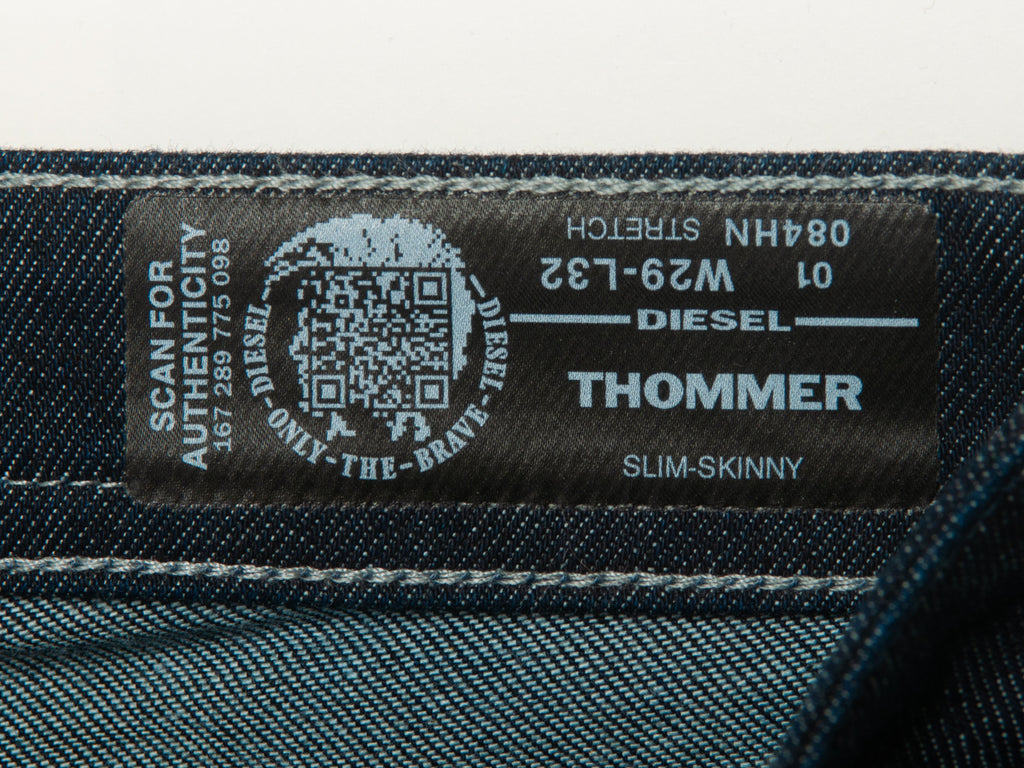 SCAN FOR
AUTHENTICITY
167 289 775 098
DIESEL-ONLY-THE-BRAVE-DIESEL
084HN STRETCH
01 W29-L32
DIESEL
THOMMER
SLIM-SKINNY